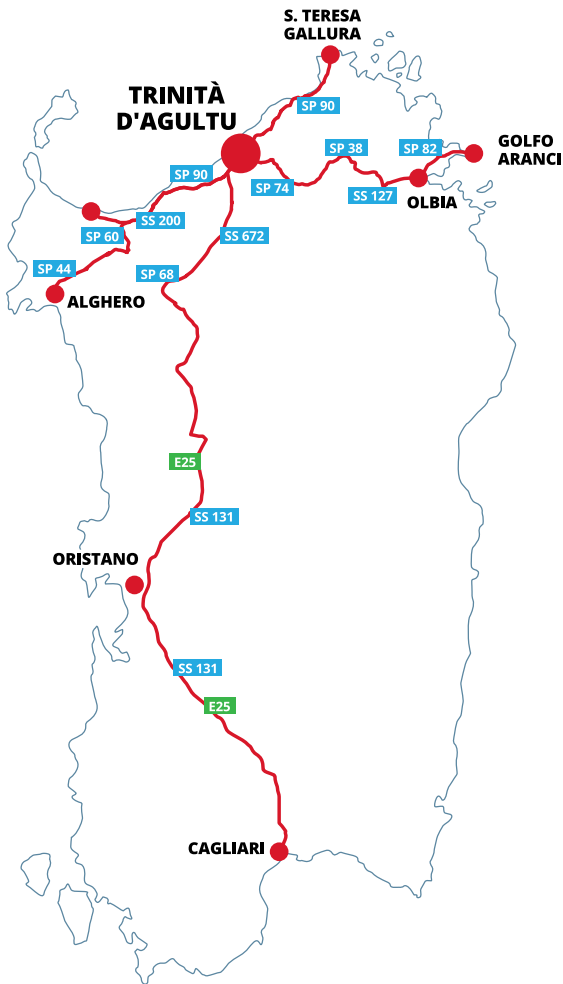 S. TERESA
GALLURA
TRINITÀ
D'AGULTU
SP 90
SP 38
SP 82
GOLFO
ARANCI
SP 90
SP 74
SS 127
OLBIA
SS 200
SP 60
SS 672
SP 44
SP 68
ALGHERO
E25
SS 131
ORISTANO
SS 131
E25
CAGLIARI